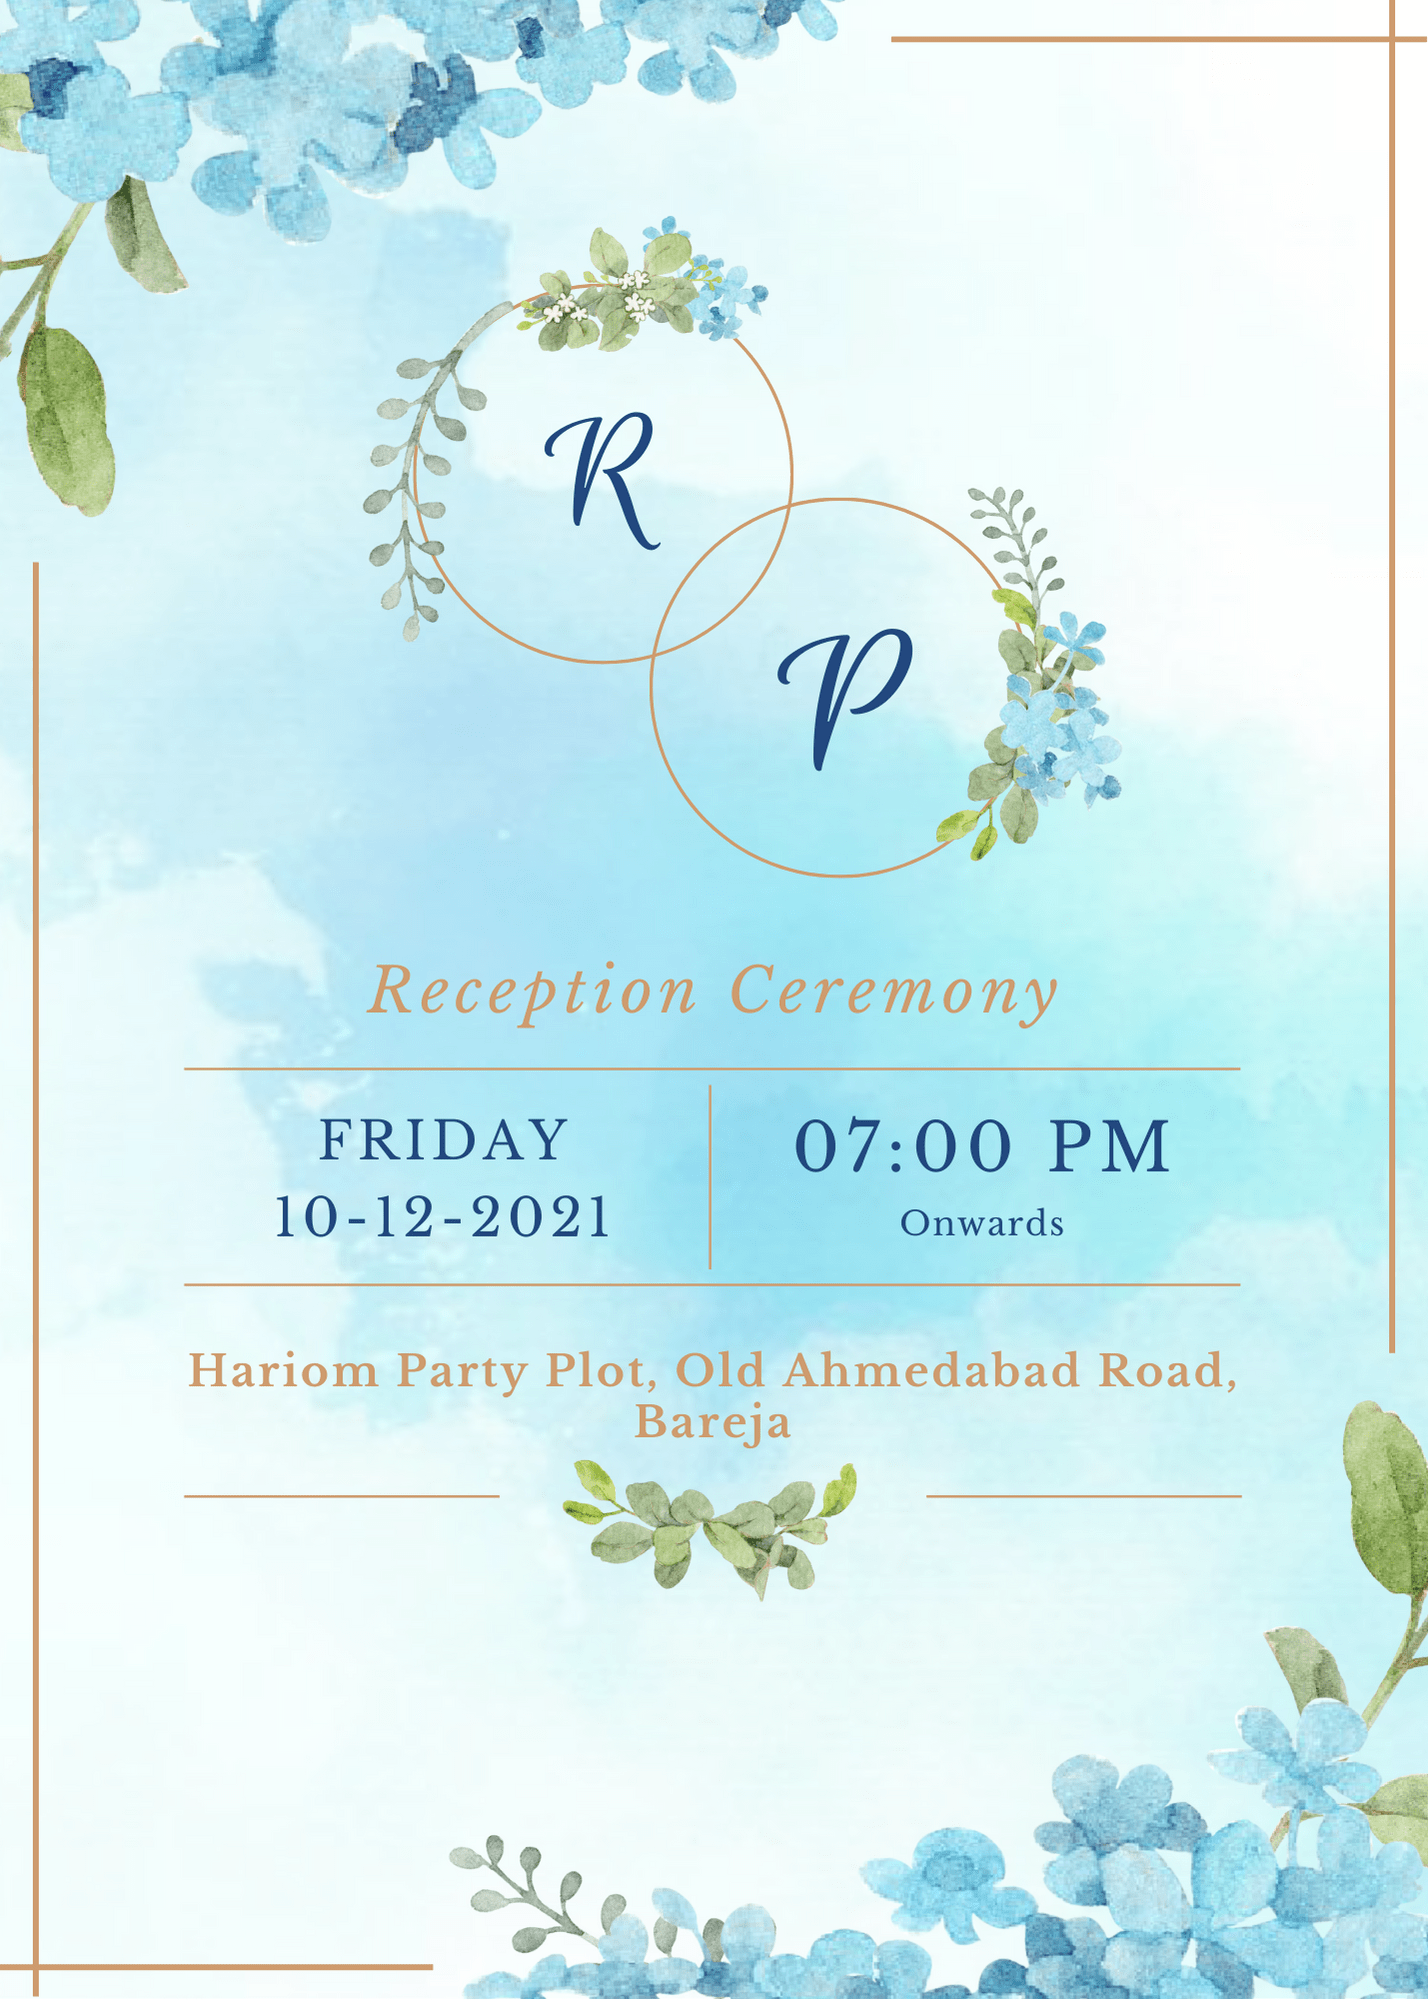 R
P
Reception Ceremony
FRIDAY
10-12-2021
07:00 PM
Onwards
Hariom Party Plot, Old Ahmedabad Road,
Bareja